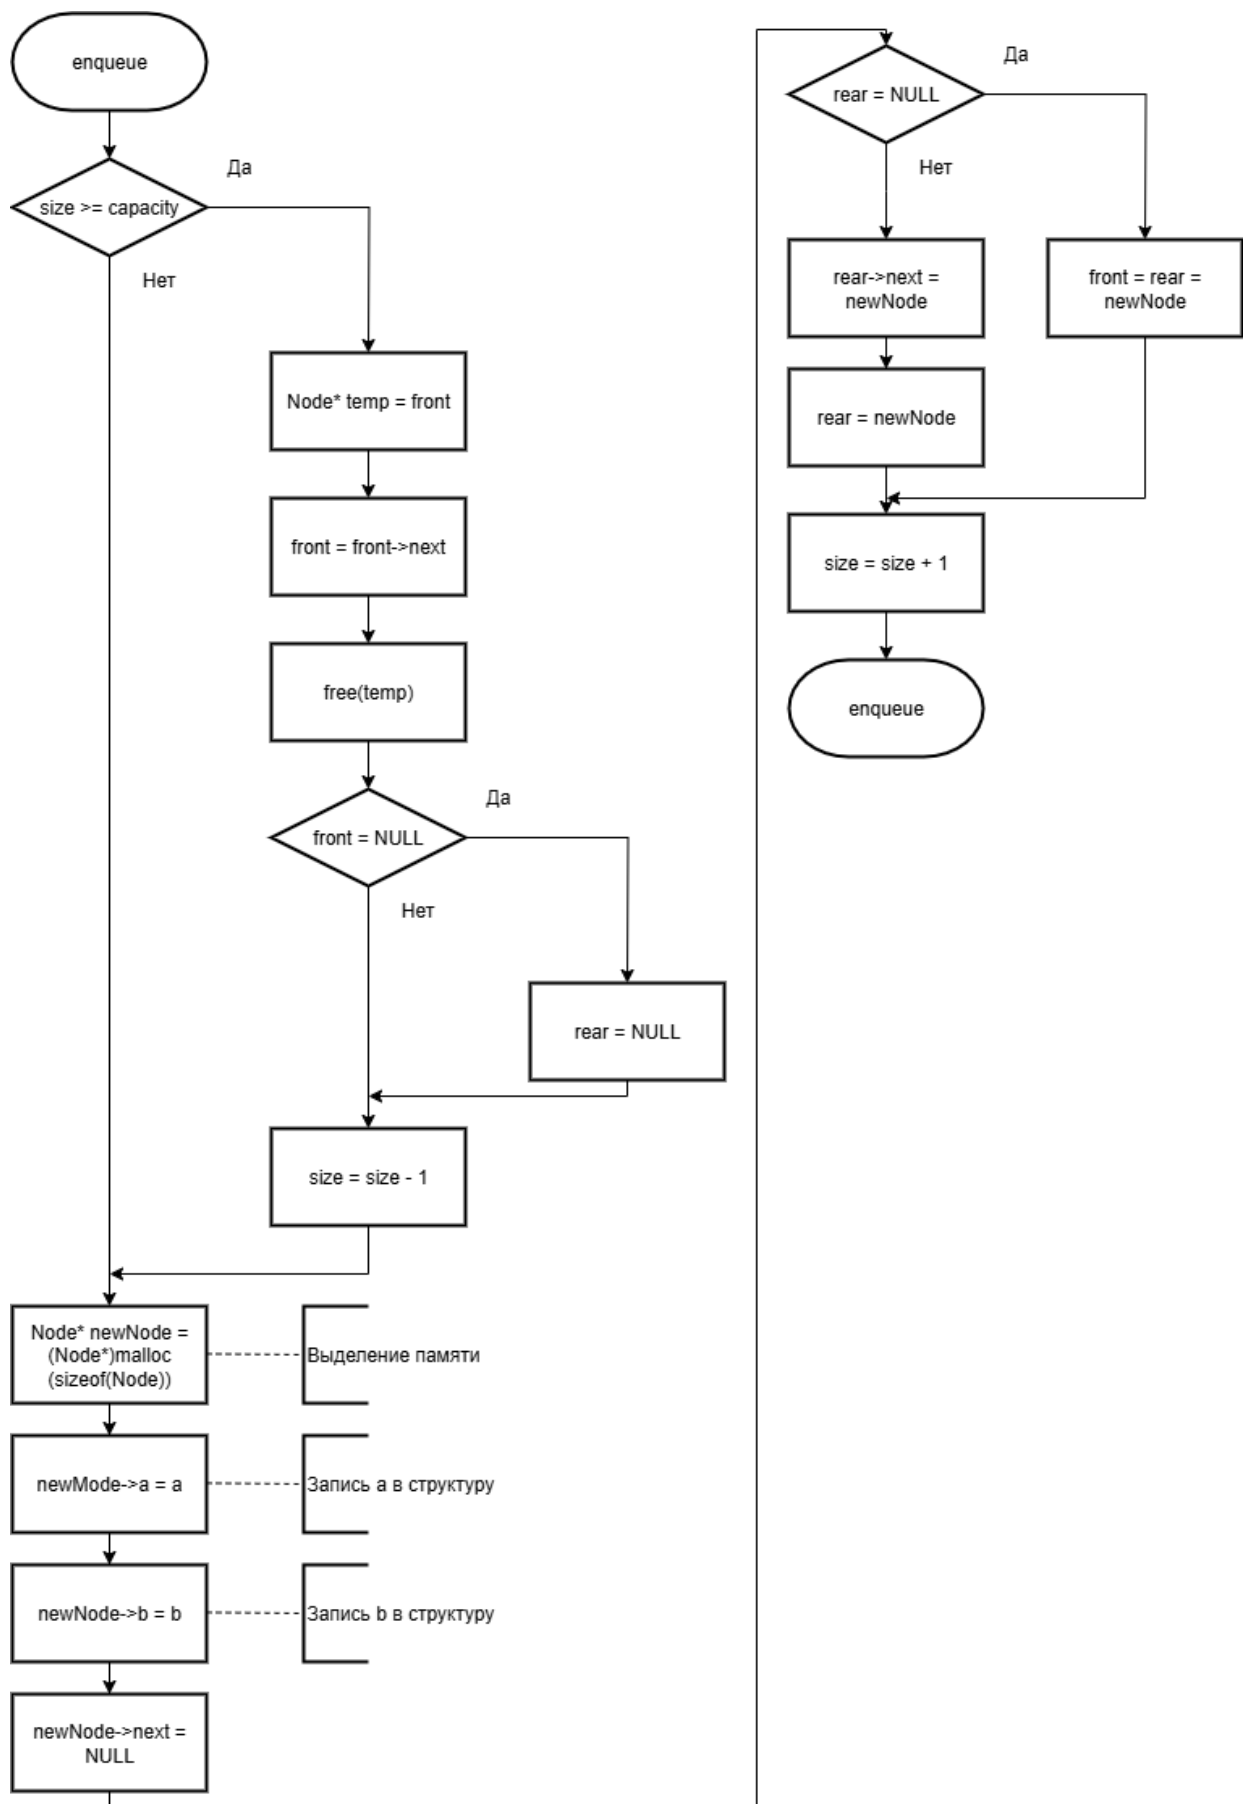 enqueue
size >= capacity
Да
Нет
Node* temp = front
front = front->next
free(temp)
front = NULL
Да
Нет
rear = NULL
size = size - 1
Node* newNode =
(Node*)malloc
(sizeof(Node))
Выделение памяти
newMode->a = a
Запись a в структуру
newNode->b = b
Запись b в структуру
newNode->next =
NULL
rear = NULL
Да
Нет
rear->next =
newNode
front = rear =
newNode
rear = newNode
size = size + 1
enqueue